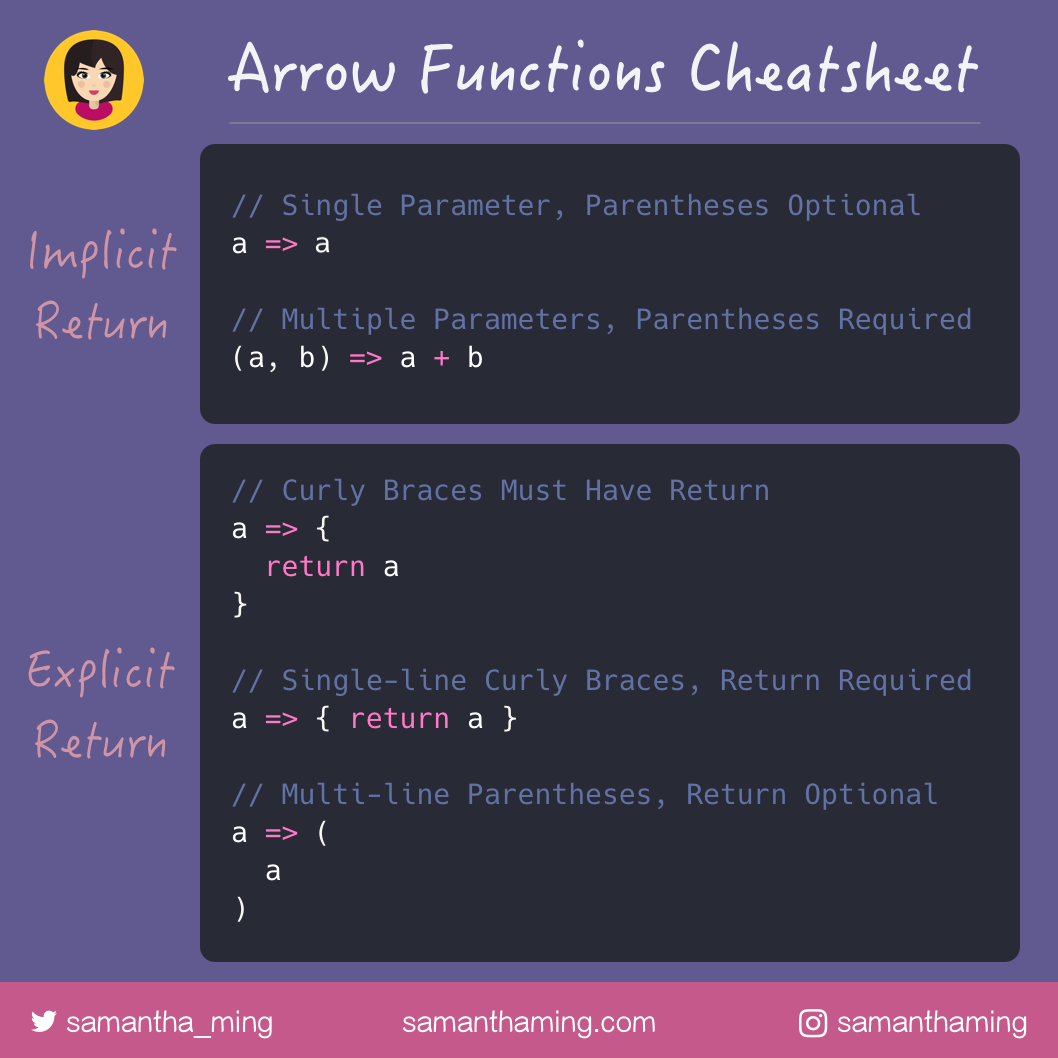 Arrow Functions Cheatsheet
Implicit
Return
// Single Parameter, Parentheses Optional
a => a
// Multiple Parameters, Parentheses Required
(a, b) => a + b
Explicit
Return
// Curly Braces Must Have Return
a => {
  return a
}
// Single-line Curly Braces, Return Required
a => { return a }
// Multi-line Parentheses, Return Optional
a => (
  a
)
samantha_ming samanthaming.com samanthaming